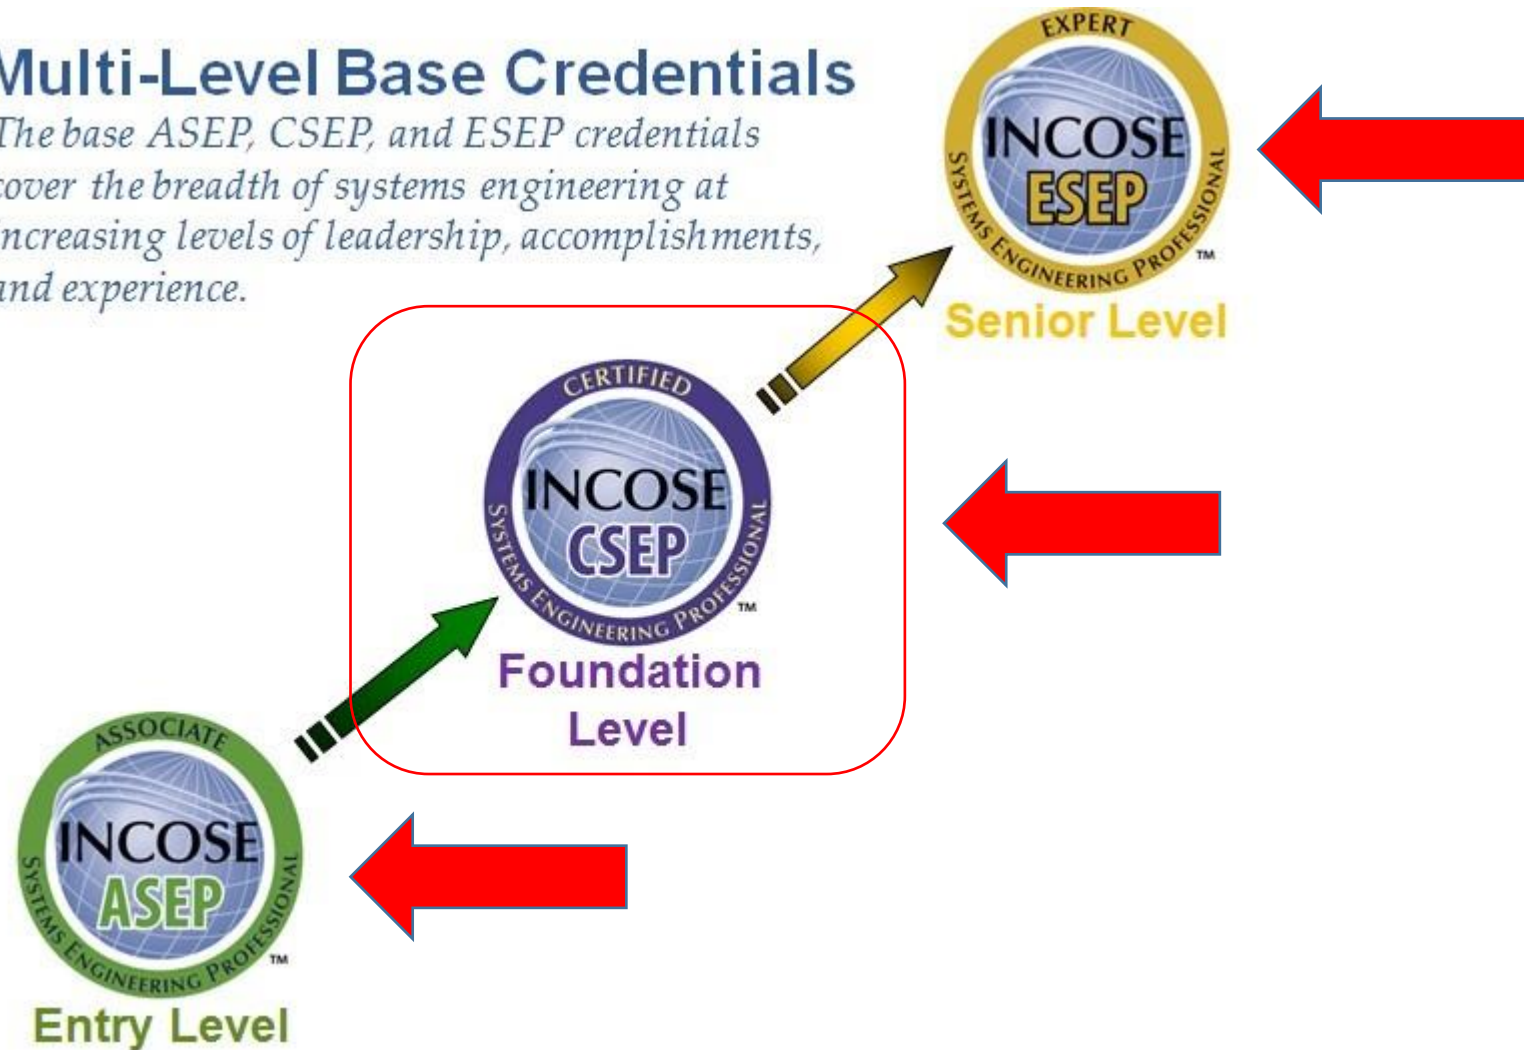 Multi-Level Base Credentials
The base ASEP, CSEP, and ESEP credentials
cover the breadth of systems engineering at
increasing levels of leadership, accomplishments,
and experience.
EXPERT
INCOSE
ESEP
SYSTEMS ENGINEERING PROFESSIONAL
TM
Senior Level
CERTIFIED
INCOSE
CSEP
SYSTEMS ENGINEERING PROFESSIONAL
TM
Foundation
Level
ASSOCIATE
INCOSE
ASEP
SYSTEMS ENGINEERING PROFESSIONAL
TM
Entry Level